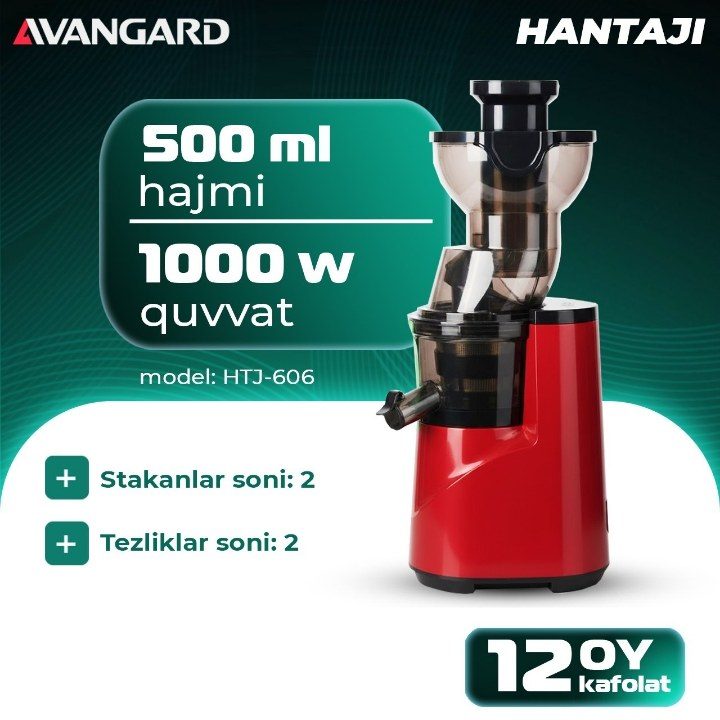 AVANGARD
HANTAJI
500 ml
hajmi
1000 w
quvvat
model: HTJ-606
Stakanlar soni: 2
Tezliklar soni: 2
12 OY
kafolat